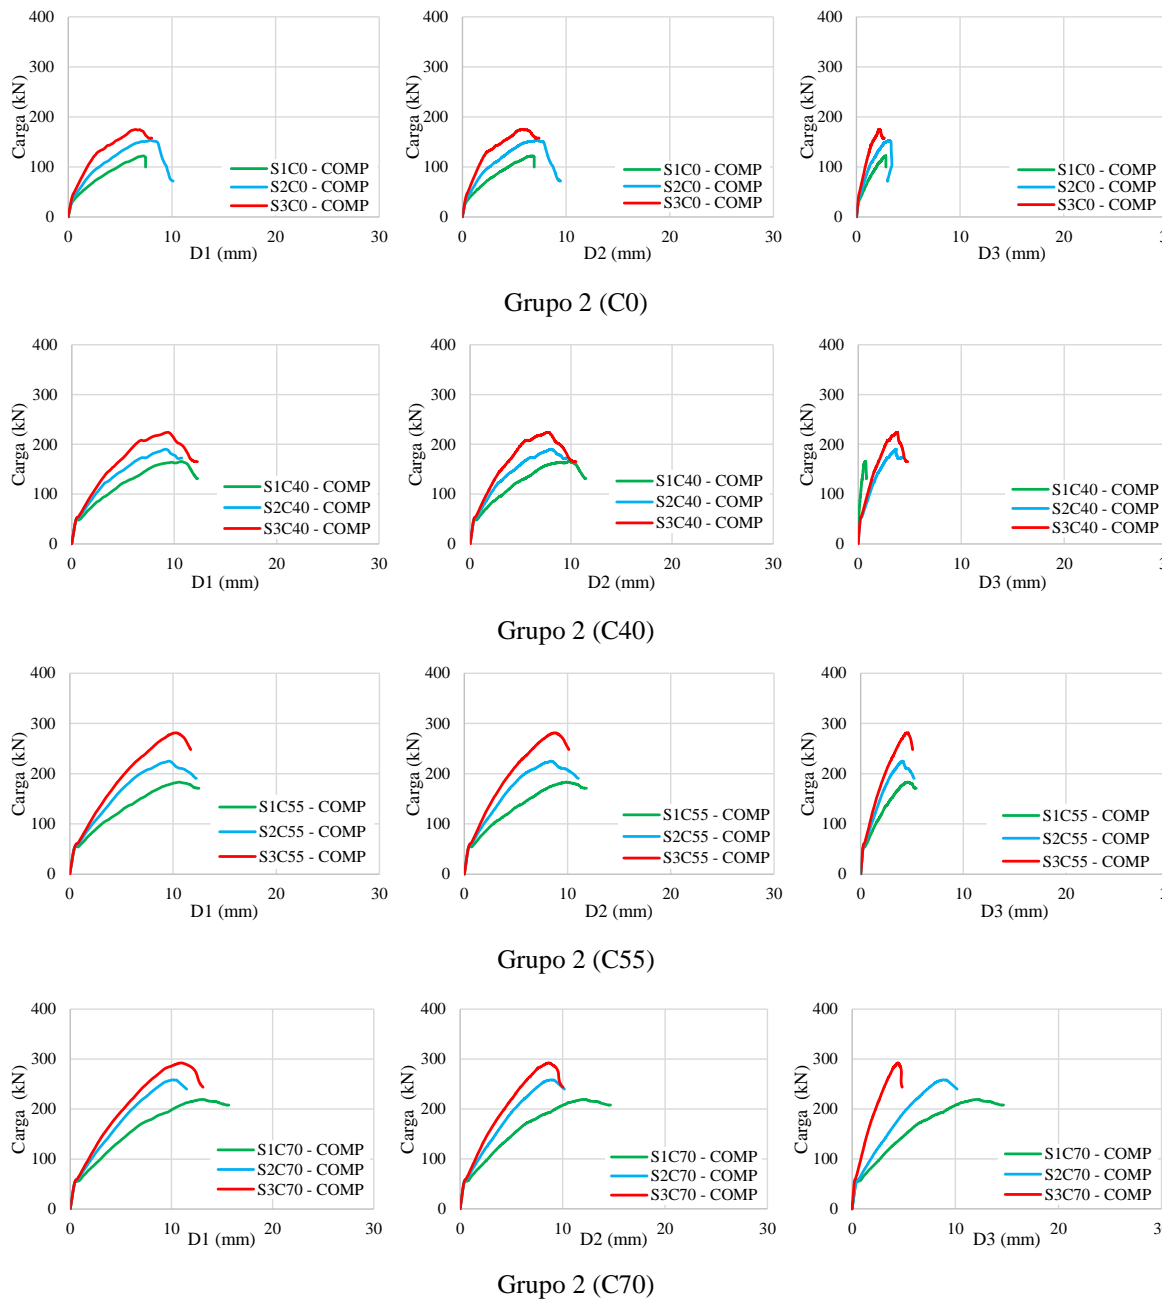 400
300
200
100
0
Carga (kN)
S1C0 - COMP
S2C0 - COMP
S3C0 - COMP
0 10 20 30
D1 (mm)
400
300
200
100
0
Carga (kN)
S1C0 - COMP
S2C0 - COMP
S3C0 - COMP
0 10 20 30
D2 (mm)
400
300
200
100
0
Carga (kN)
S1C0 - COMP
S2C0 - COMP
S3C0 - COMP
0 10 20 3
D3 (mm)
Grupo 2 (C0)
400
300
200
100
0
Carga (kN)
S1C40 - COMP
S2C40 - COMP
S3C40 - COMP
0 10 20 30
D1 (mm)
400
300
200
100
0
Carga (kN)
S1C40 - COMP
S2C40 - COMP
S3C40 - COMP
0 10 20 30
D2 (mm)
400
300
200
100
0
Carga (kN)
S1C40 - COMP
S2C40 - COMP
S3C40 - COMP
0 10 20 3
D3 (mm)
Grupo 2 (C40)
400
300
200
100
0
Carga (kN)
S1C55 - COMP
S2C55 - COMP
S3C55 - COMP
0 10 20 30
D1 (mm)
400
300
200
100
0
Carga (kN)
S1C55 - COMP
S2C55 - COMP
S3C55 - COMP
0 10 20 30
D2 (mm)
400
300
200
100
0
Carga (kN)
S1C55 - COMP
S2C55 - COMP
S3C55 - COMP
0 10 20 3
D3 (mm)
Grupo 2 (C55)
400
300
200
100
0
Carga (kN)
S1C70 - COMP
S2C70 - COMP
S3C70 - COMP
0 10 20 30
D1 (mm)
400
300
200
100
0
Carga (kN)
S1C70 - COMP
S2C70 - COMP
S3C70 - COMP
0 10 20 30
D2 (mm)
400
300
200
100
0
Carga (kN)
S1C70 - COMP
S2C70 - COMP
S3C70 - COMP
0 10 20 3
D3 (mm)
Grupo 2 (C70)